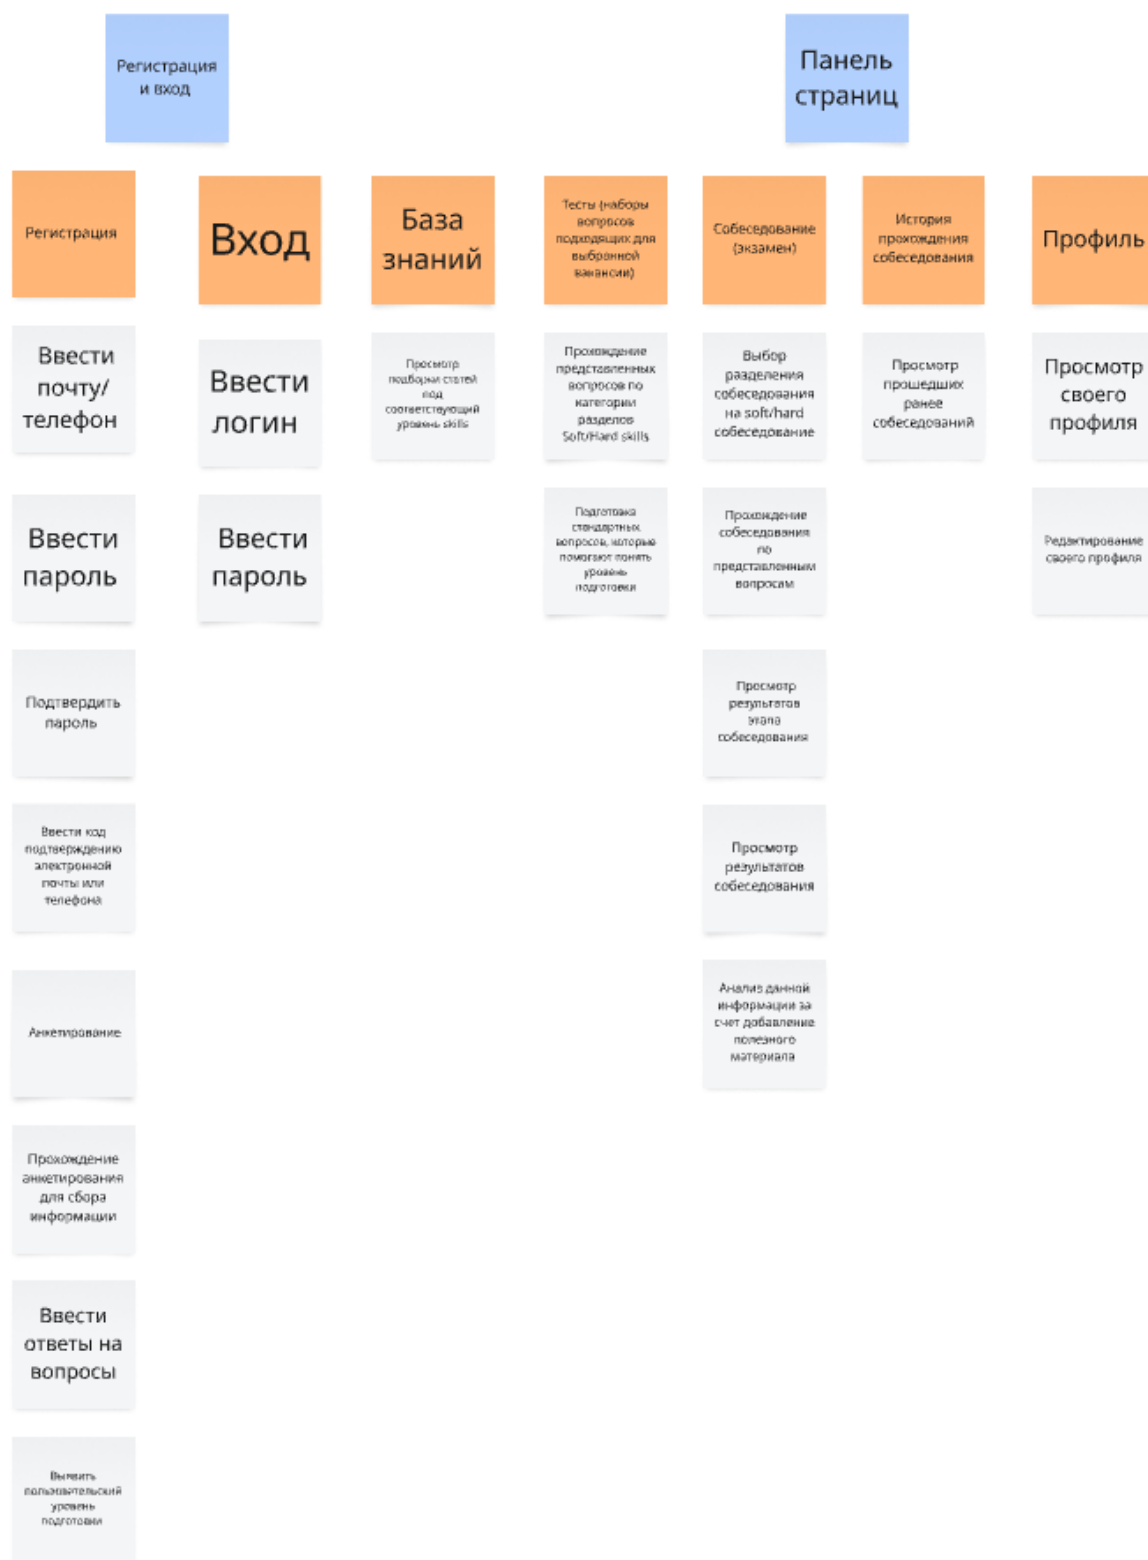 Регистрация
и вход
Панель
страниц
Регистрация
Вход
База
знаний
Тесты (наборы
вопросов
подходящих для
выбранной
вакансии)
Собеседование
(экзамен)
История
прохождения
собеседования
Профиль
Ввести
почту/
телефон
Ввести
логин
Просмотр
подборки статей
под
соответствующий
уровень skills
Прохождение
представленных
вопросов по
категории
разделов
Soft/Hard skills
Выбор
разделения
собеседования
на soft/hard
собеседование
Просмотр
прошедших
ранее
собеседований
Просмотр
своего
профиля
Ввести
пароль
Ввести
пароль
Подготовка
стандартных
вопросов, которые
помогают понять
уровень
подготовки
Прохождение
собеседования
по
представленным
вопросам
Редактирование
своего профиля
Подтвердить
пароль
Просмотр
результатов
этапа
собеседования
Ввести код
подтверждению
электронной
почты или
телефона
Просмотр
результатов
собеседования
Анкетирование
Анализ данной
информации за
счет добавление
полезного
материала
Прохождение
анкетирования
для сбора
информации
Ввести
ответы на
вопросы
Выявить
пользовательский
уровень
подготовки